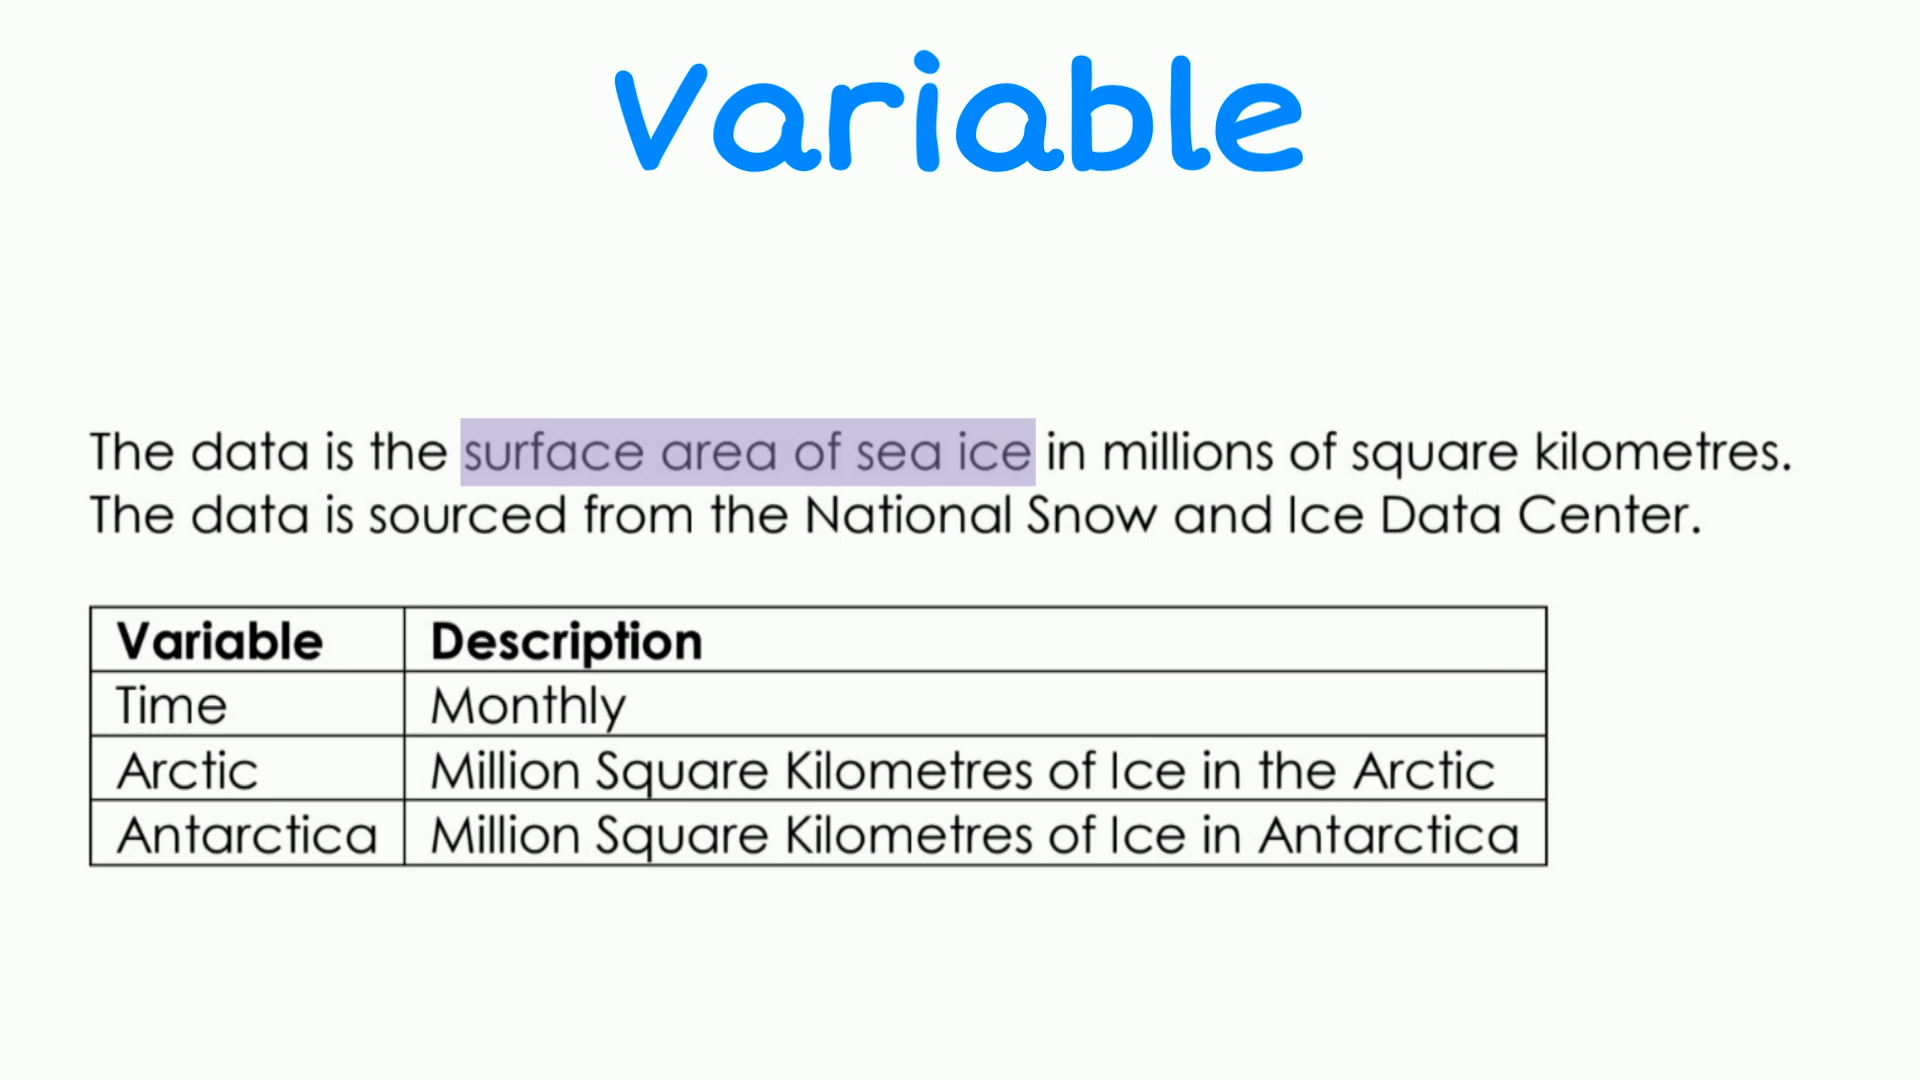 Variable
The data is the surface area of sea ice in millions of square kilometres.
The data is sourced from the National Snow and Ice Data Center.
Variable Description
Time Monthly
Arctic Million Square Kilometres of Ice in the Arctic
Antarctica Million Square Kilometres of Ice in Antarctica